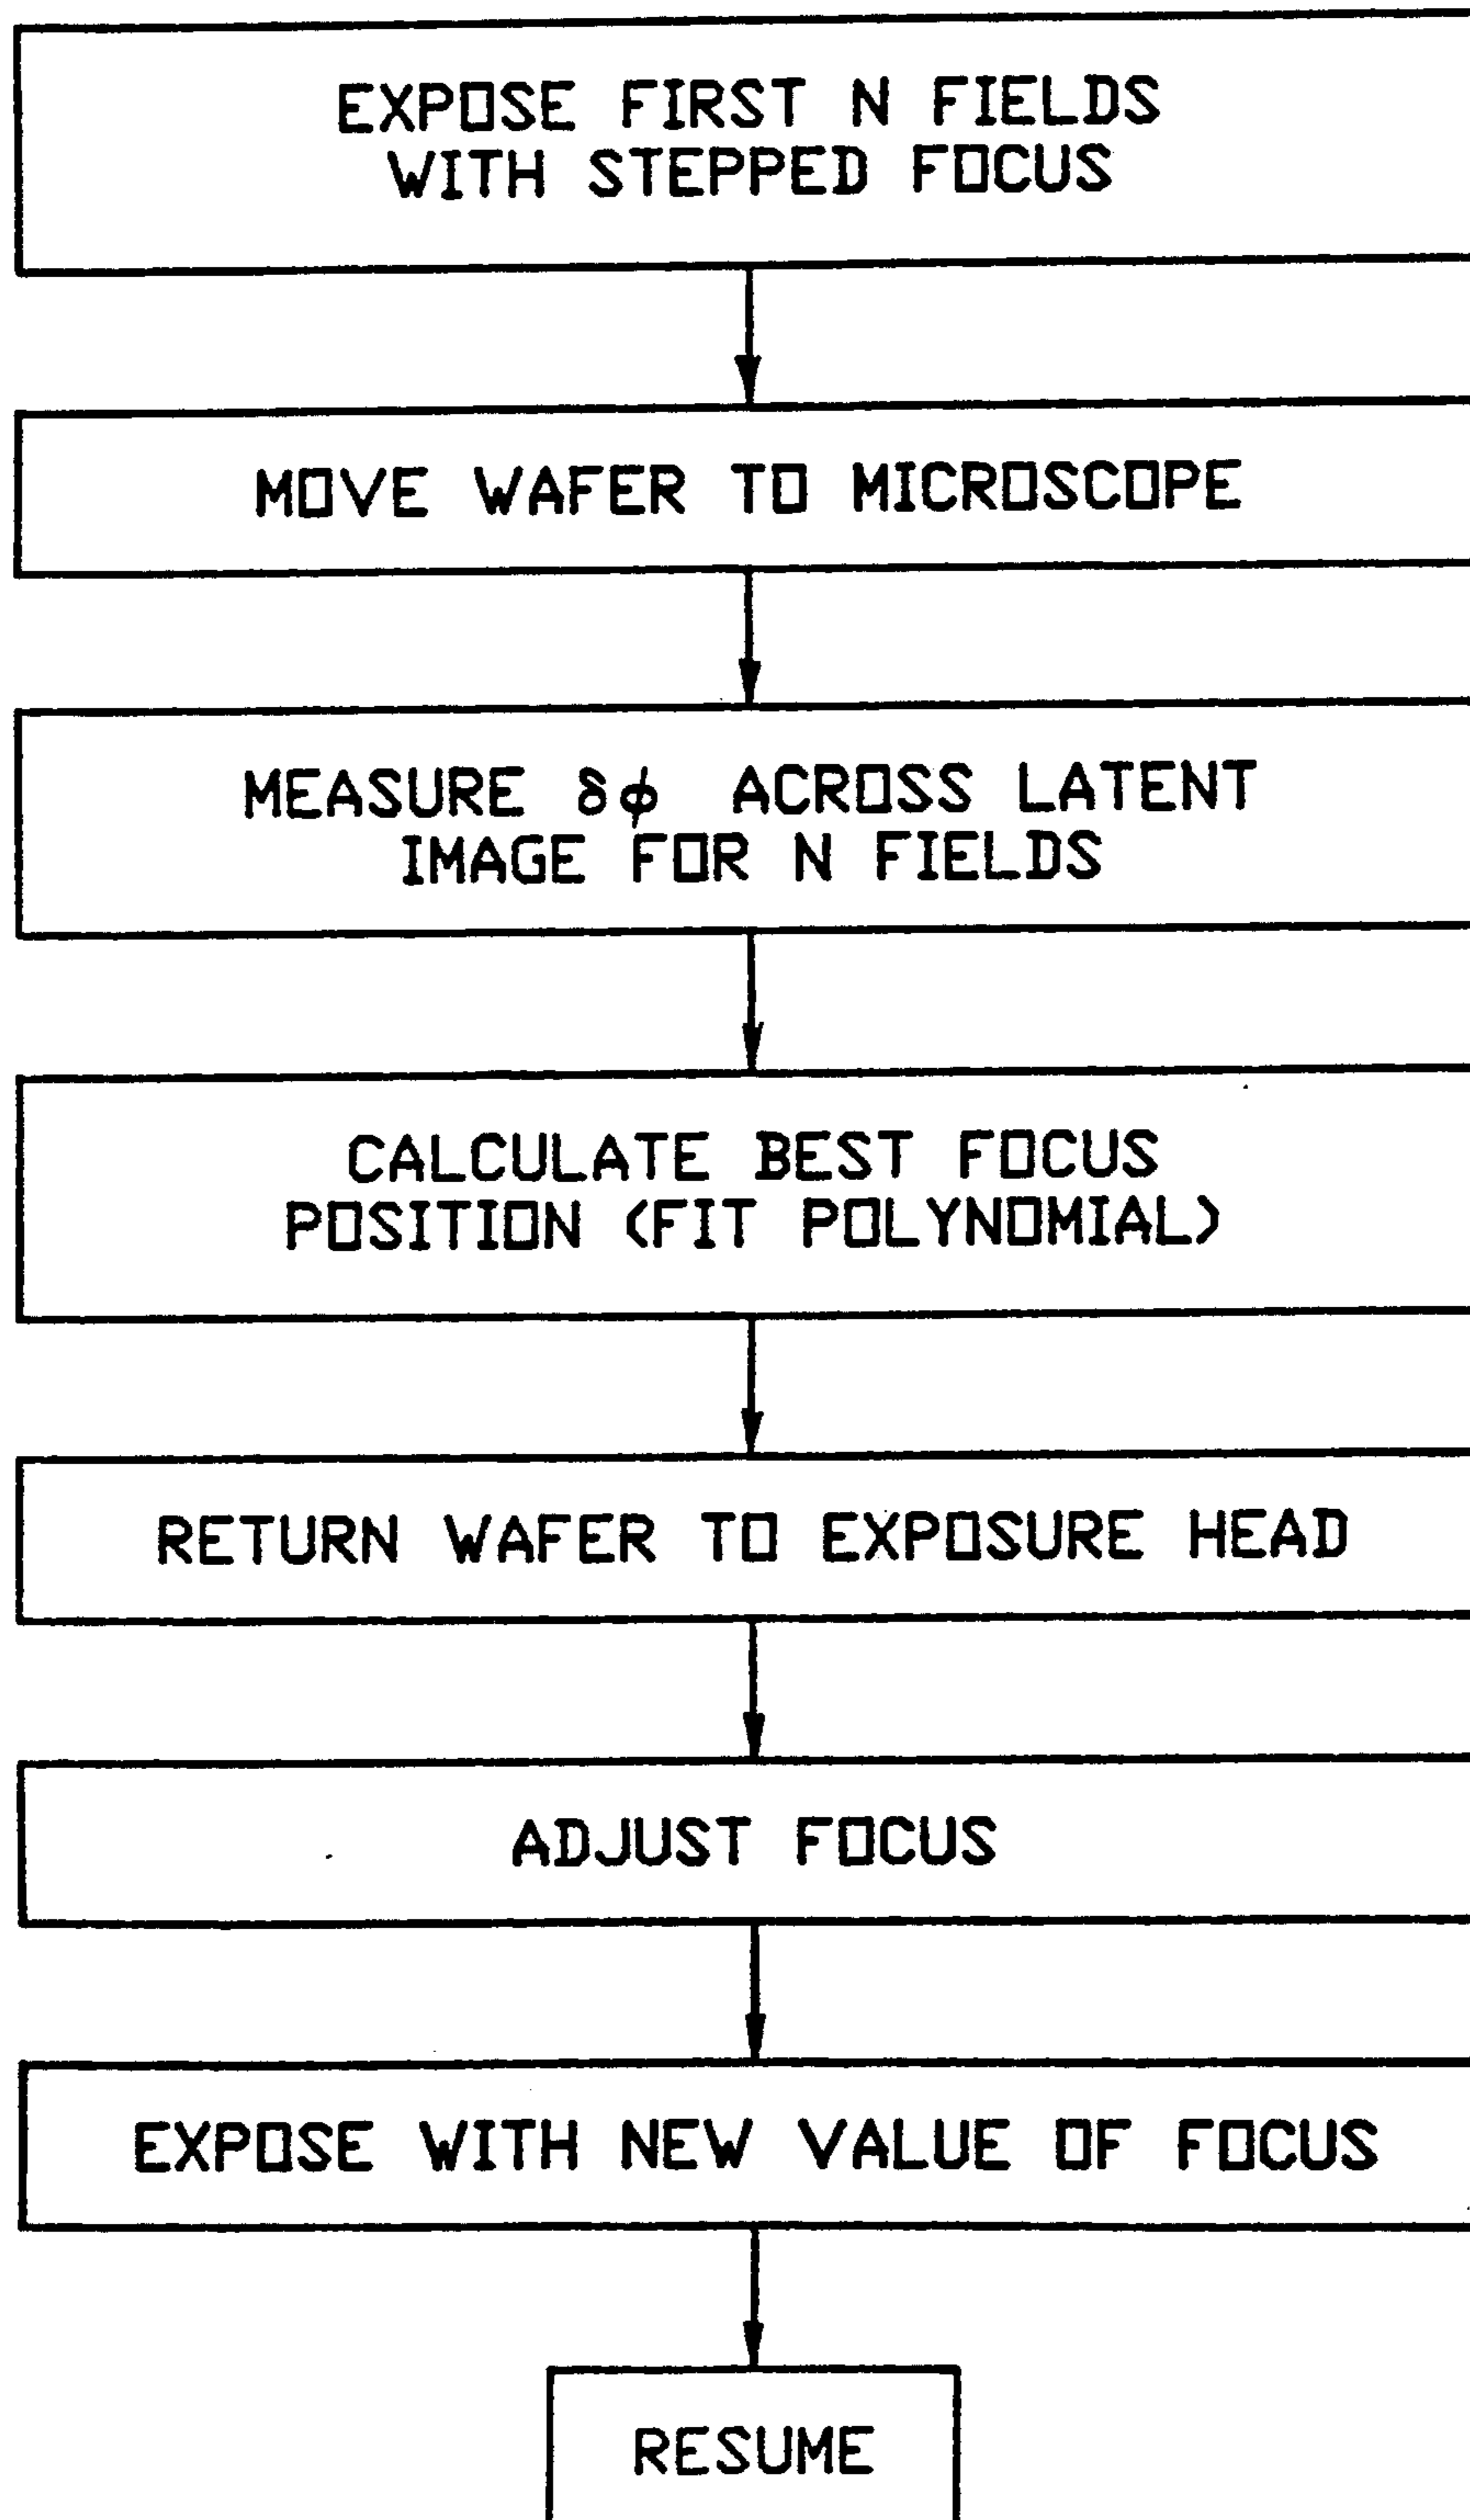 EXPOSE FIRST N FIELDS
WITH STEPPED FOCUS
MOVE WAFER TO MICROSCOPE
MEASURE δϕ ACROSS LATENT
IMAGE FOR N FIELDS
CALCULATE BEST FOCUS
POSITION (FIT POLYNOMIAL)
RETURN WAFER TO EXPOSURE HEAD
ADJUST FOCUS
EXPOSE WITH NEW VALUE OF FOCUS
RESUME